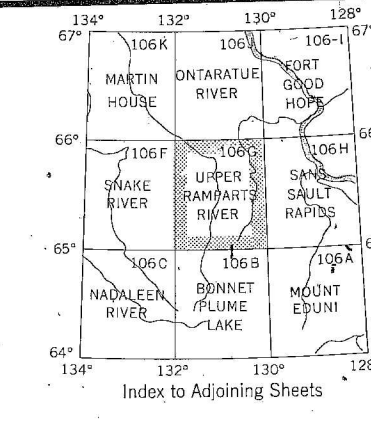 134° 132° 130° 128°
67° 67°
106K 106J 106-I
MARTIN HOUSE
ONTARATUE RIVER
FORT GOOD HOPE
66° 66°
106F 106G 106H
SNAKE RIVER
UPPER RAMPARTS RIVER
SANS SAULT RAPIDS
65° 6
106C 106B 106A
NADALEEN RIVER
BONNET PLUME LAKE
MOUNT EDUNI
64°
134° 132° 130° 128
Index to Adjoining Sheets